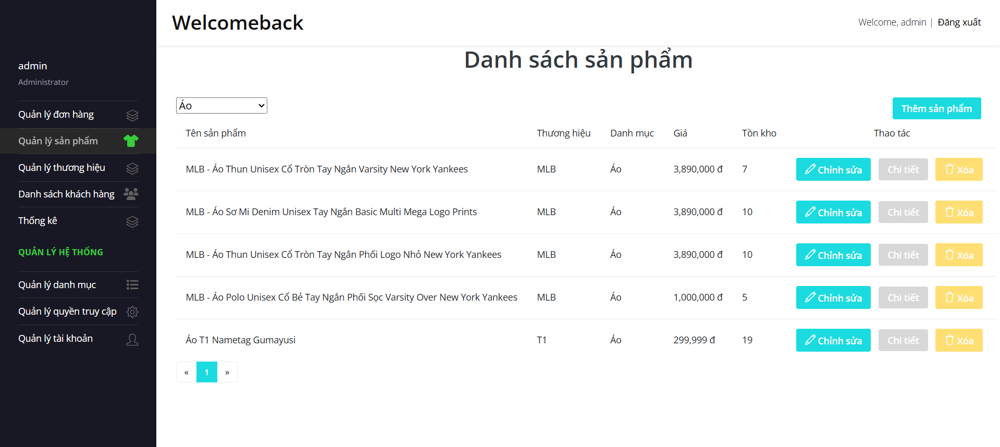 Welcomeback
Welcome, admin | Đăng xuất
admin
Administrator
Quản lý đơn hàng
Quản lý sản phẩm
Quản lý thương hiệu
Danh sách khách hàng
Thống kê
QUẢN LÝ HỆ THỐNG
Quản lý danh mục
Quản lý quyền truy cập
Quản lý tài khoản
Danh sách sản phẩm
Áo
Thêm sản phẩm
Tên sản phẩm Thương hiệu Danh mục Giá Tồn kho Thao tác
MLB - Áo Thun Unisex Cổ Tròn Tay Ngắn Varsity New York Yankees MLB Áo 3,890,000 đ 7 Chỉnh sửa Chi tiết Xóa
MLB - Áo Sơ Mi Denim Unisex Tay Ngắn Basic Multi Mega Logo Prints MLB Áo 3,890,000 đ 10 Chỉnh sửa Chi tiết Xóa
MLB - Áo Thun Unisex Cổ Tròn Tay Ngắn Phối Logo Nhỏ New York Yankees MLB Áo 3,890,000 đ 10 Chỉnh sửa Chi tiết Xóa
MLB - Áo Polo Unisex Cổ Bẻ Tay Ngắn Phối Sọc Varsity Over New York Yankees MLB Áo 1,000,000 đ 5 Chỉnh sửa Chi tiết Xóa
Áo T1 Nametag Gumayusi T1 Áo 299,999 đ 19 Chỉnh sửa Chi tiết Xóa
« 1 »